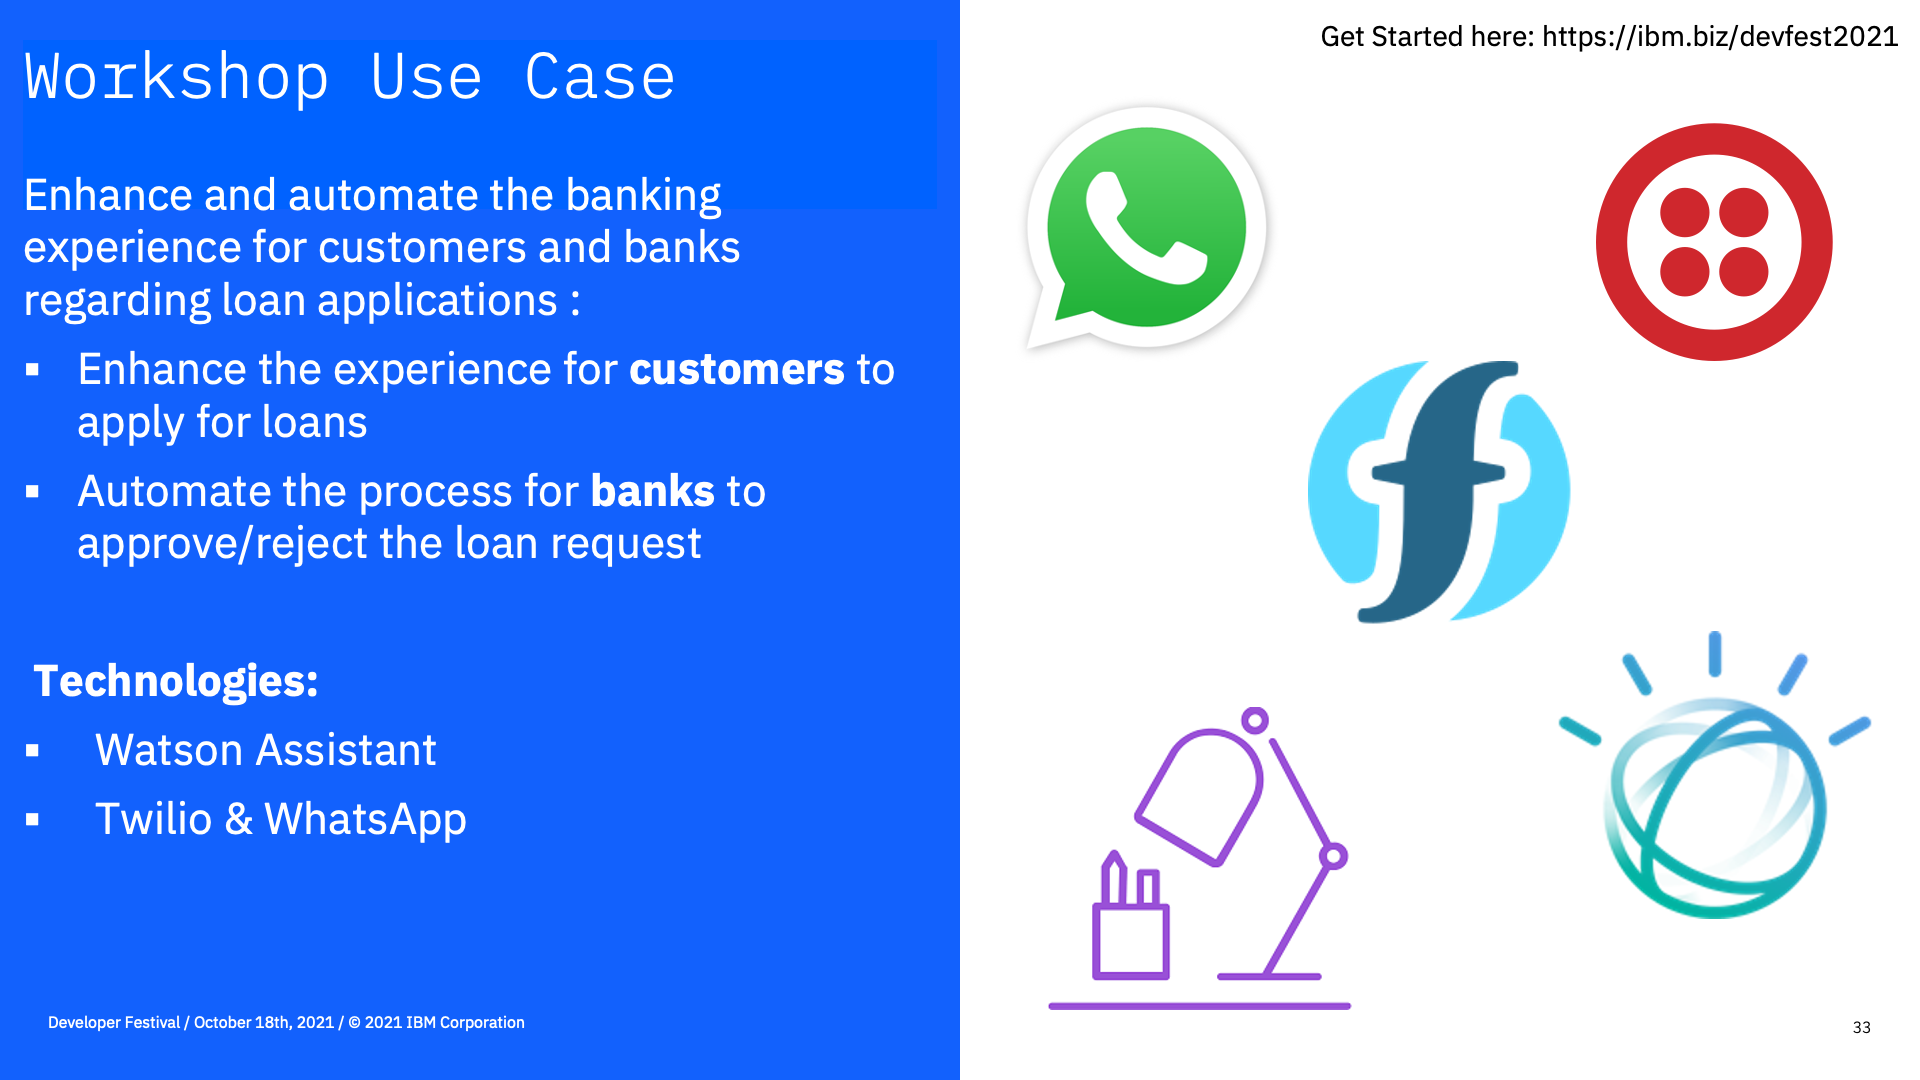 Get Started here: https://ibm.biz/devfest2021
Workshop Use Case
Enhance and automate the banking
experience for customers and banks
regarding loan applications :
▪ Enhance the experience for customers to
apply for loans
▪ Automate the process for banks to
approve/reject the loan request
Technologies:
▪ Watson Assistant
▪ Twilio & WhatsApp
Developer Festival / October 18th, 2021 / © 2021 IBM Corporation
33